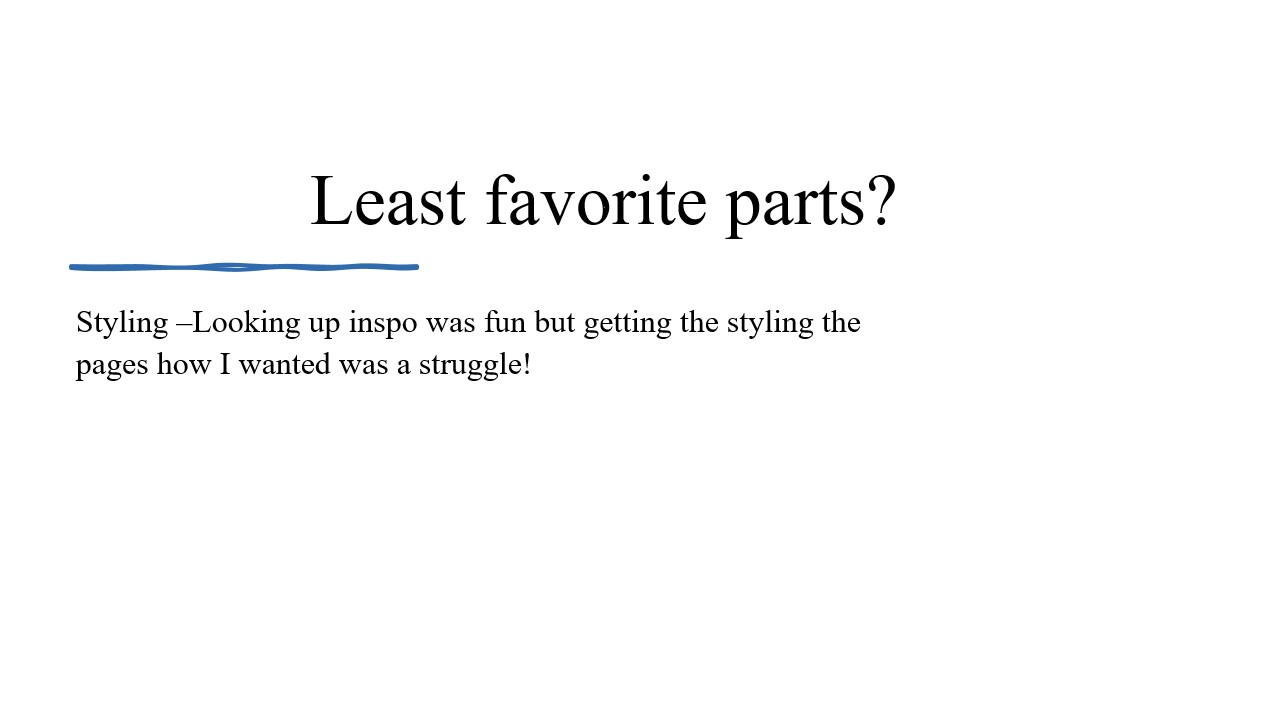 Least favorite parts?
Styling –Looking up inspo was fun but getting the styling the
pages how I wanted was a struggle!